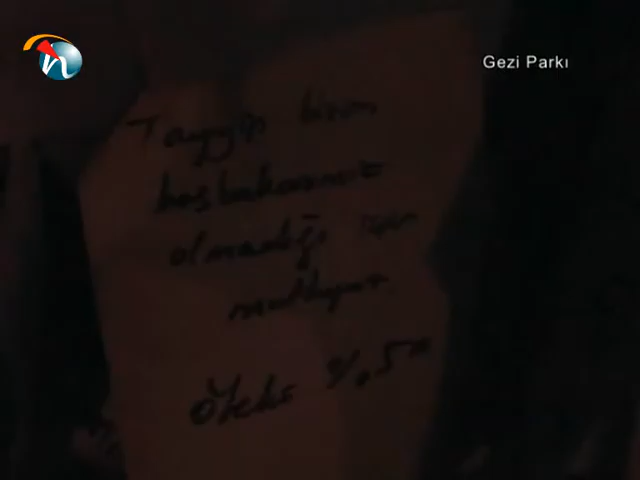 Gezi Parkı
Tayyip bizim
başbakanımız
olmadığı için
mutluyuz
Öteki %50